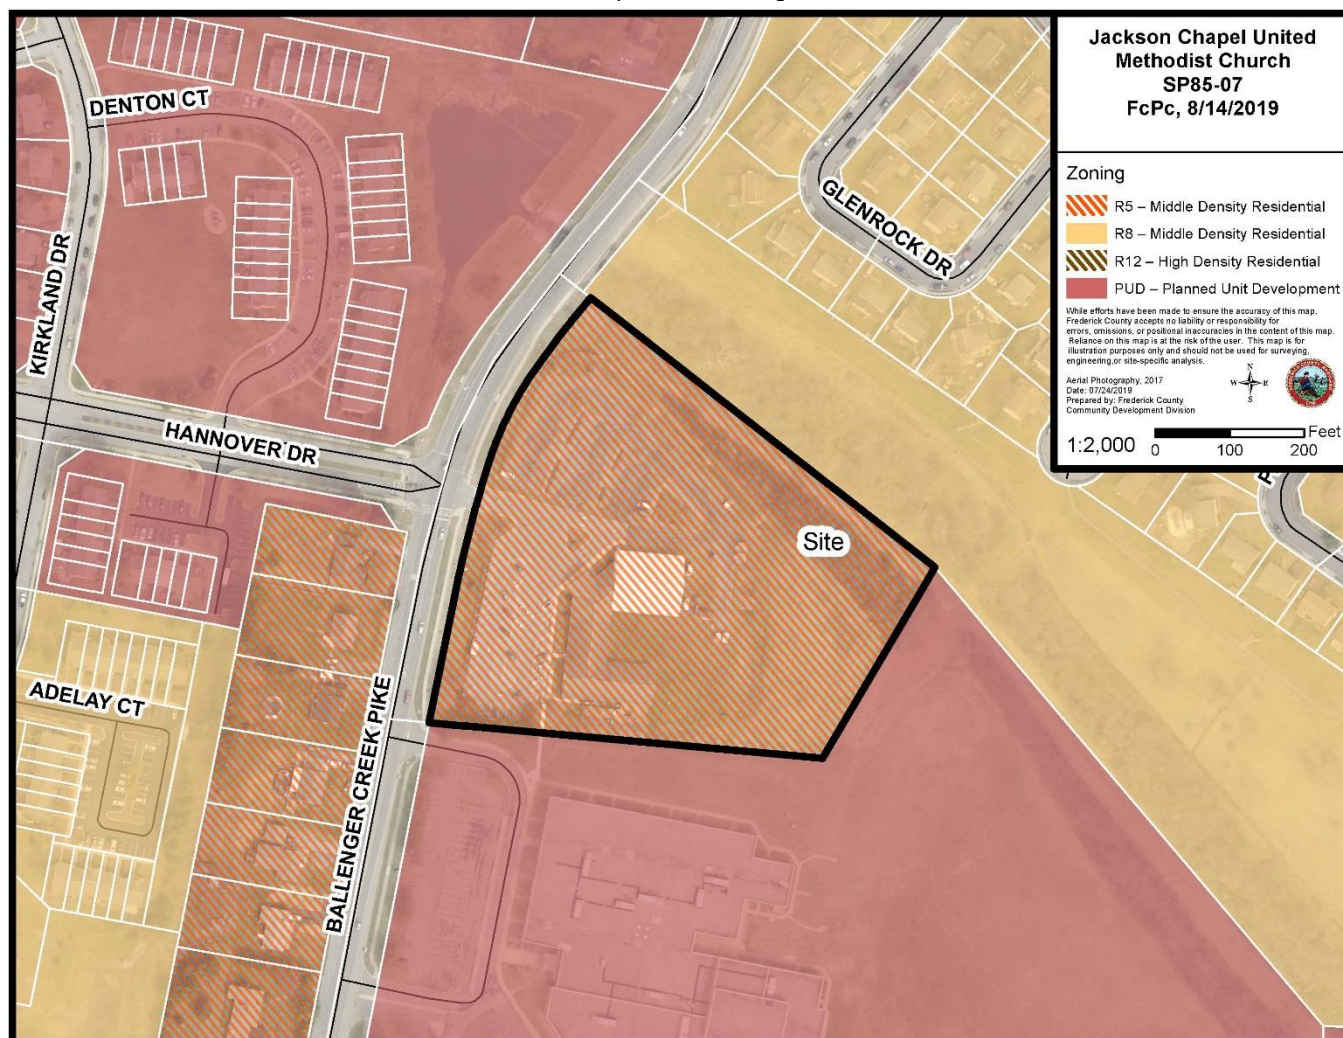 Jackson Chapel United
Methodist Church
SP85-07
FcPc, 8/14/2019
Zoning
R5 – Middle Density Residential
R8 – Middle Density Residential
R12 – High Density Residential
PUD – Planned Unit Development
While efforts have been made to ensure the accuracy of this map,
Frederick County accepts no liability or responsibility for
errors, omissions, or positional inaccuracies in the content of this map.
Reliance on this map is at the risk of the user. This map is for
illustration purposes only and should not be used for surveying,
engineering,or site-specific analysis.
Aerial Photography, 2017
Date: 07/24/2019
Prepared by: Frederick County
Community Development Division
N
W E
S
1:2,000
Feet
0 100 200
DENTON CT
KIRKLAND DR
GLENROCK DR
HANNOVER DR
Site
ADELAY CT
BALLENGER CREEK PIKE